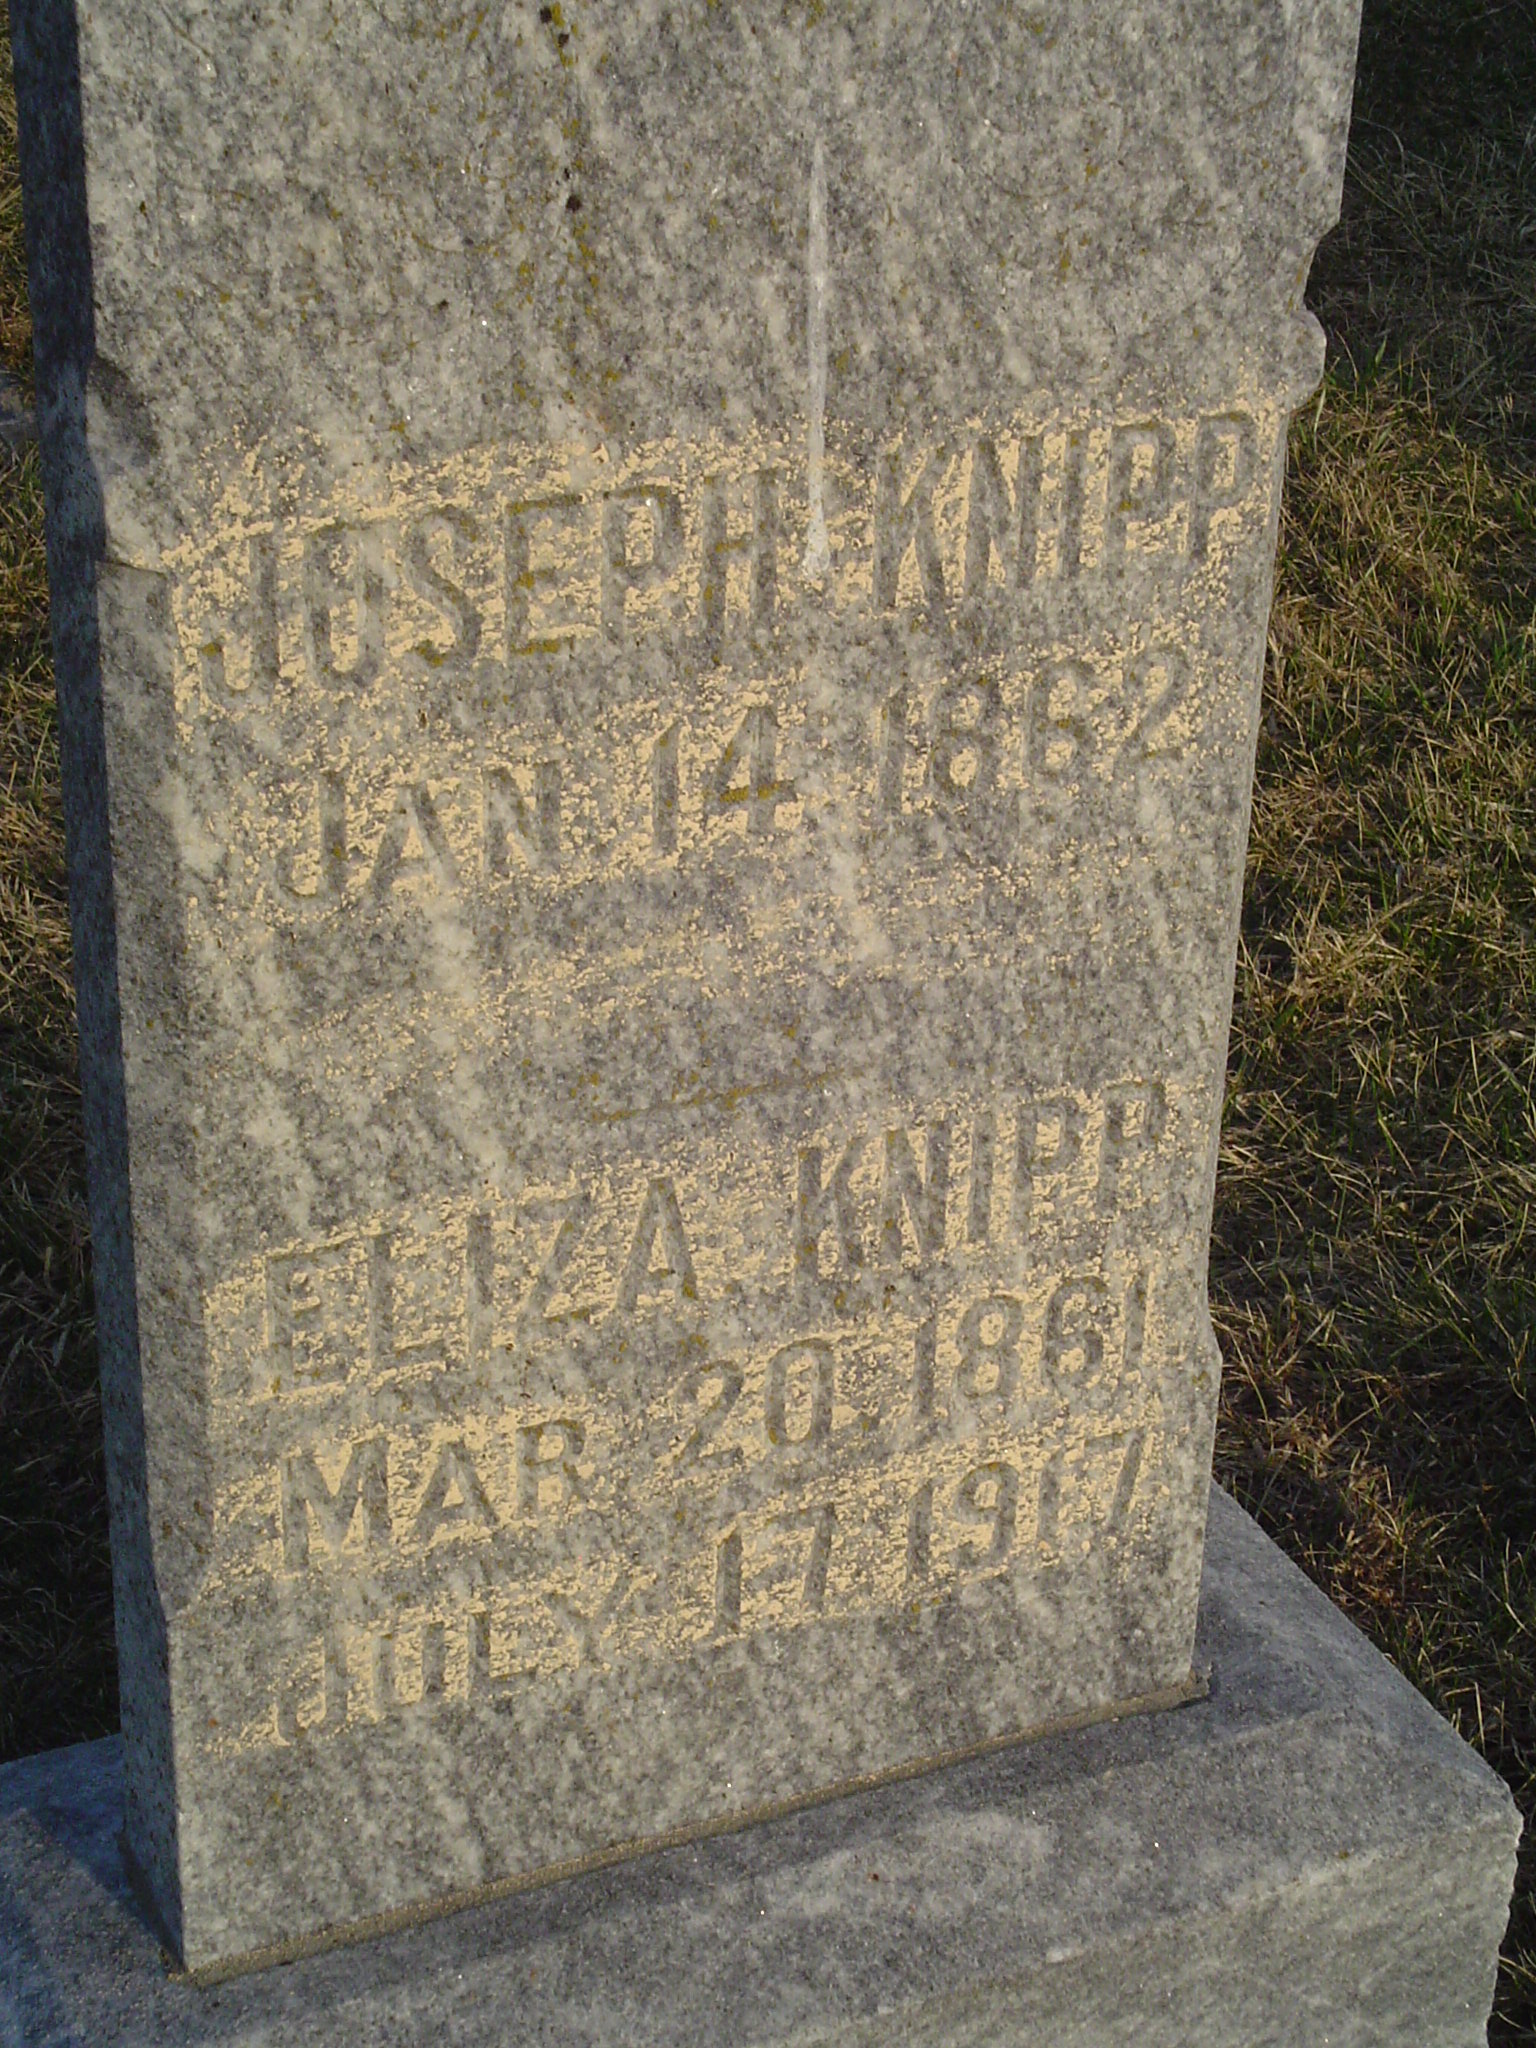 JOSEPH KNIPP
JAN. 14 1862
ELIZA KNIPP
MAR 20, 1861
JULY 17, 1917